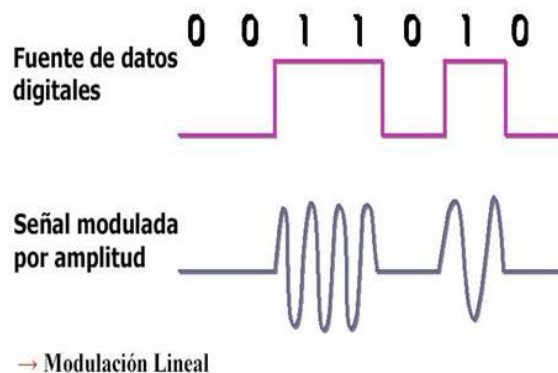 0 0 1 1 0 1 0
Fuente de datos
digitales
Señal modulada
por amplitud
→ Modulación Lineal